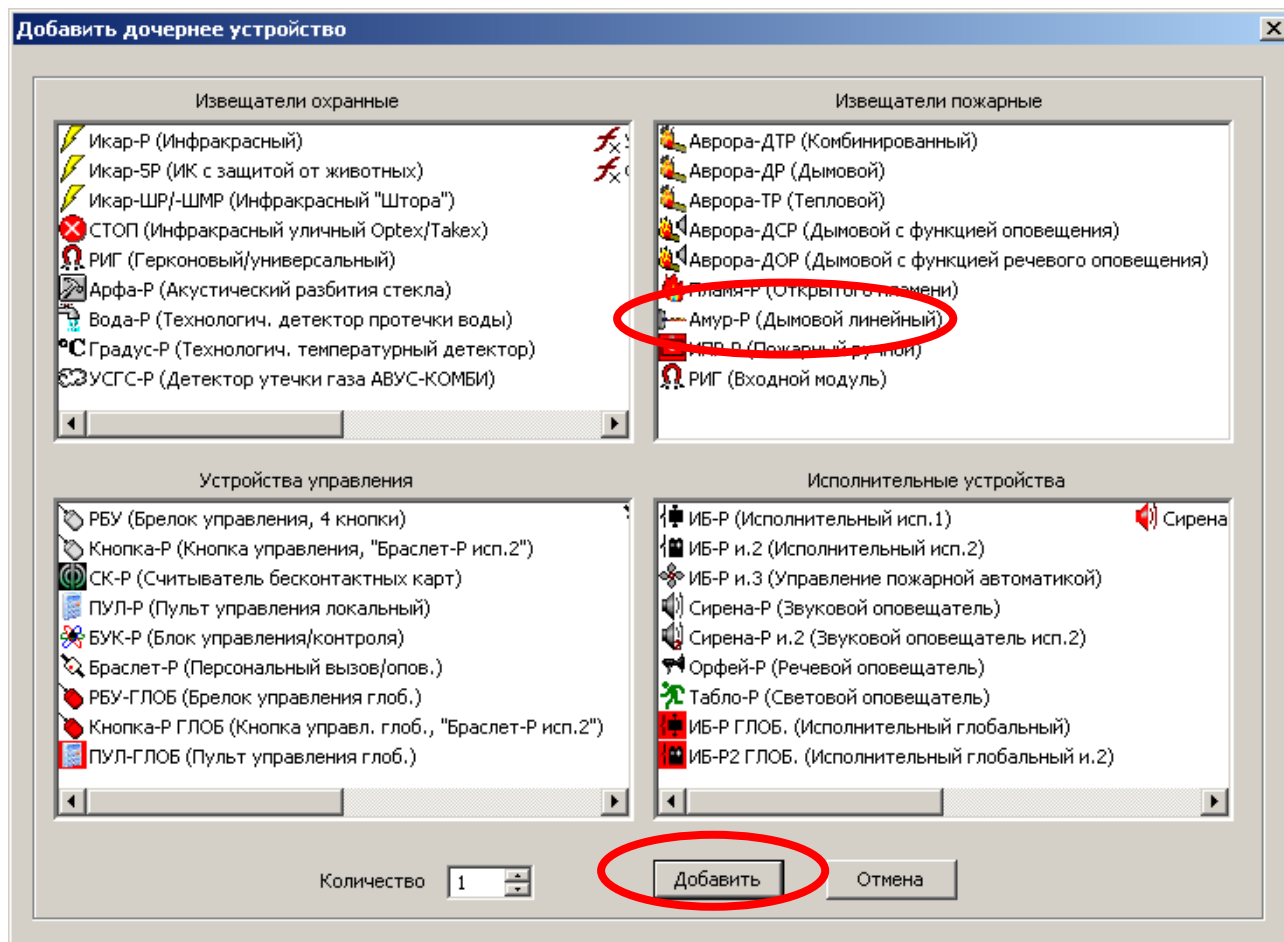 Добавить дочернее устройство
Извещатели охранные
Икар-Р (Инфракрасный)
Икар-5Р (ИК с защитой от животных)
Икар-ШР/-ШМР (Инфракрасный "Штора")
СТОП (Инфракрасный уличный Optex/Takex)
РИГ (Герконовый/универсальный)
Арфа-Р (Акустический разбития стекла)
Вода-Р (Технологич. детектор протечки воды)
°C Градус-Р (Технологич. температурный детектор)
УСГС-Р (Детектор утечки газа АВУС-КОМБИ)
Извещатели пожарные
Аврора-ДТР (Комбинированный)
Аврора-ДР (Дымовой)
Аврора-ТР (Тепловой)
Аврора-ДСР (Дымовой с функцией оповещения)
Аврора-ДОР (Дымовой с функцией речевого оповещения)
Пламя-Р (Открытого пламени)
Амур-Р (Дымовой линейный)
ИПР-Р (Пожарный ручной)
РИГ (Входной модуль)
Устройства управления
РБУ (Брелок управления, 4 кнопки)
Кнопка-Р (Кнопка управления, "Браслет-Р исп.2")
СК-Р (Считыватель бесконтактных карт)
ПУЛ-Р (Пульт управления локальный)
БУК-Р (Блок управления/контроля)
Браслет-Р (Персональный вызов/опов.)
РБУ-ГЛОБ (Брелок управления глоб.)
Кнопка-Р ГЛОБ (Кнопка управл. глоб., "Браслет-Р исп.2")
ПУЛ-ГЛОБ (Пульт управления глоб.)
Исполнительные устройства
ИБ-Р (Исполнительный исп.1)
Сирена
ИБ-Р и.2 (Исполнительный исп.2)
ИБ-Р и.3 (Управление пожарной автоматикой)
Сирена-Р (Звуковой оповещатель)
Сирена-Р и.2 (Звуковой оповещатель исп.2)
Орфей-Р (Речевой оповещатель)
Табло-Р (Световой оповещатель)
ИБ-Р ГЛОБ. (Исполнительный глобальный)
ИБ-Р2 ГЛОБ. (Исполнительный глобальный и.2)
Количество 1 Добавить Отмена